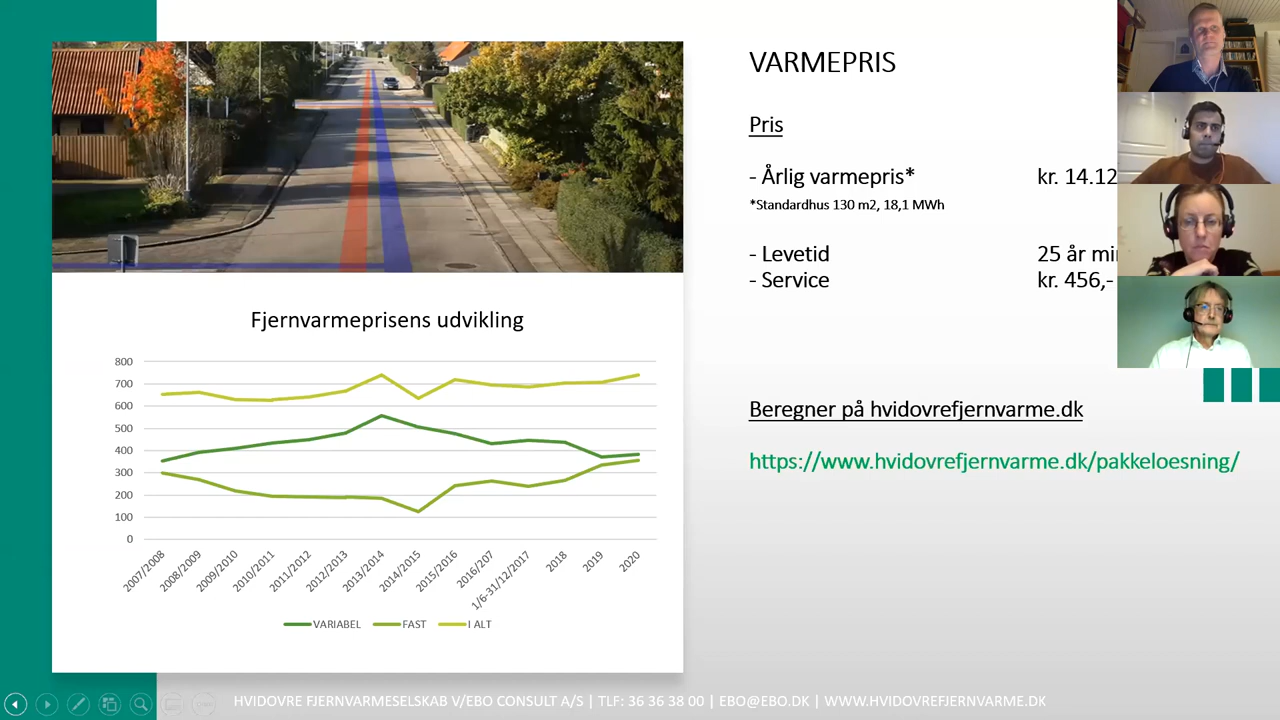 VARMEPRIS
Pris
- Årlig varmepris* kr. 14.12
*Standardhus 130 m2, 18,1 MWh
- Levetid 25 år
- Service kr. 456,-
Beregner på hvidovrefjernvarme.dk
https://www.hvidovrefjernvarme.dk/pakkeloesning/
Fjernvarmeprisens udvikling
800
700
600
500
400
300
200
100
0
2007/2008
2008/2009
2009/2010
2010/2011
2011/2012
2012/2013
2013/2014
2014/2015
2015/2016
2016/207
1/6-31/12/2017
2018
2019
2020
VARIABEL FAST I ALT
HVIDOVRE FJERNVARMESELSKAB V/EBO CONSULT A/S | TLF: 36 36 38 00 | EBO@EBO.DK | WWW.HVIDOVREFJERNVARME.DK